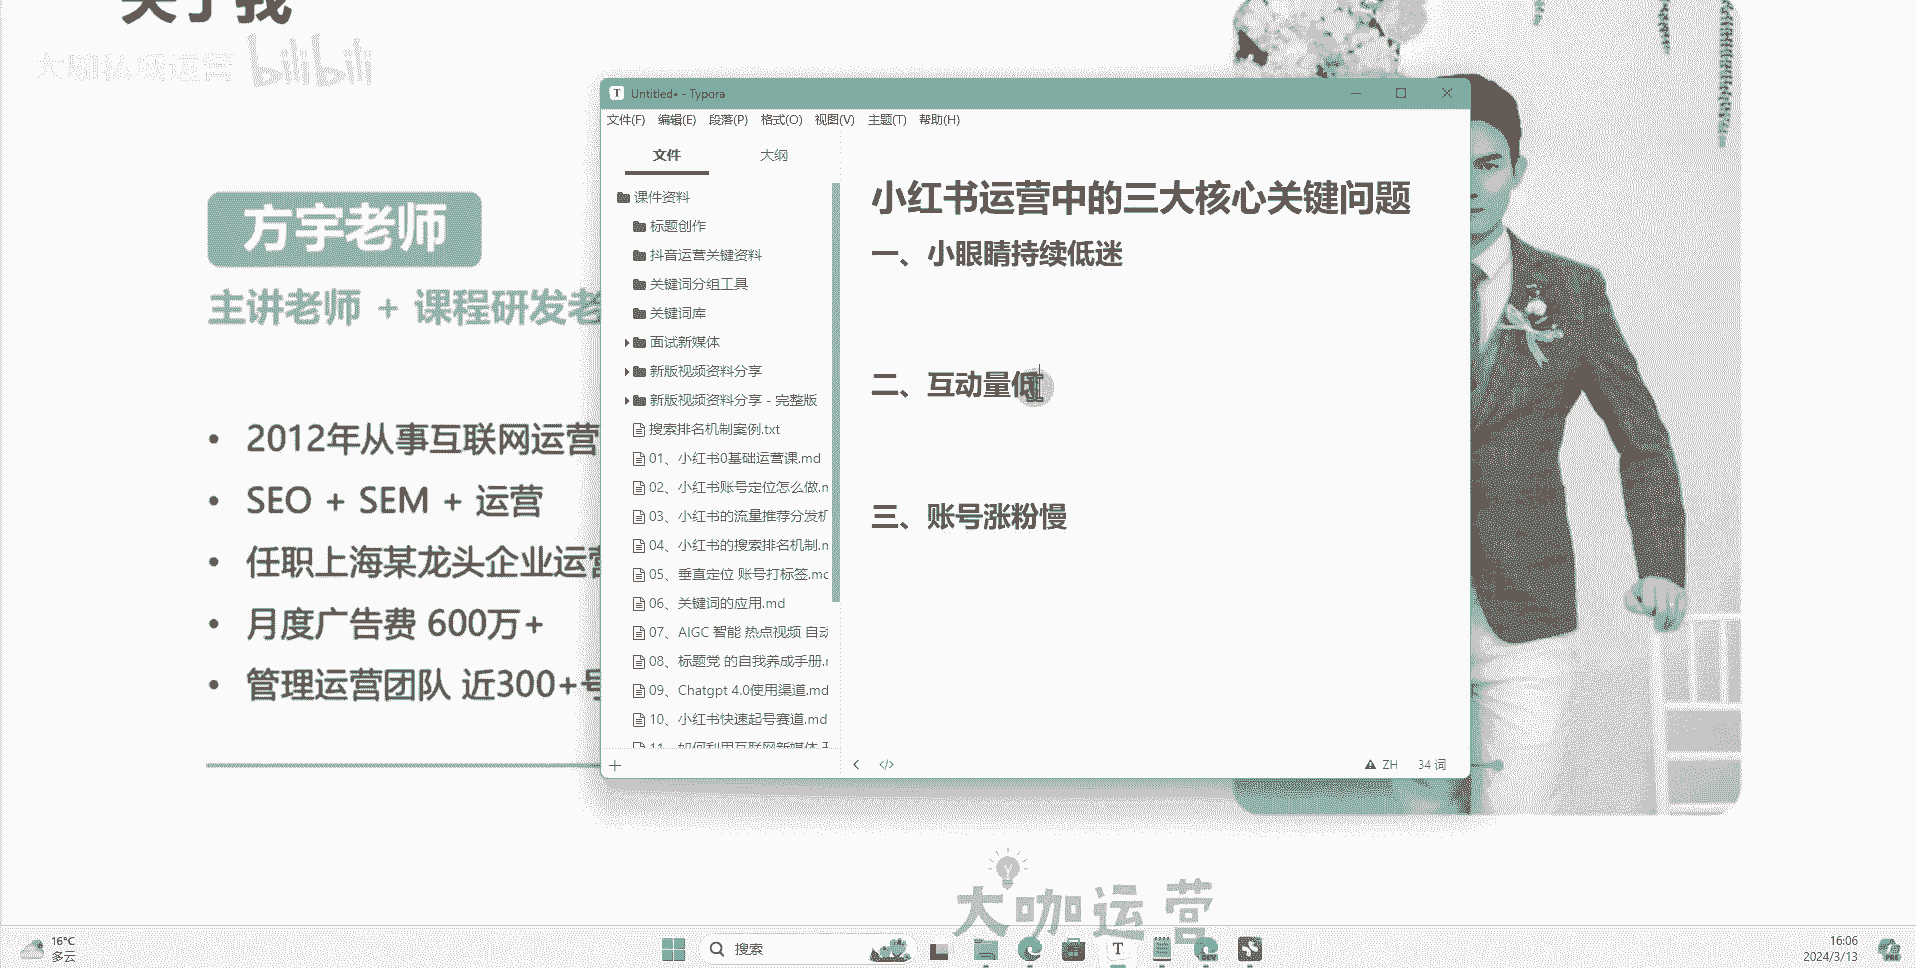 关于我
大咖私域运营 bilibili
方宇老师
主讲老师 + 课程研发老
2012年从事互联网运营
SEO + SEM + 运营
任职上海某龙头企业运营
月度广告费 600万+
管理运营团队 近300+号
Untitled• - Typora
文件(F) 编辑(E) 段落(P) 格式(O) 视图(V) 主题(T) 帮助(H)
文件 大纲
课件资料
标题创作
抖音运营关键资料
关键词分组工具
关键词库
面试新媒体
新版视频资料分享
新版视频资料分享 - 完整版
搜索排名机制案例.txt
01、小红书0基础运营课.md
02、小红书账号定位怎么做.m
03、小红书的流量推荐分发机
04、小红书的搜索排名机制.m
05、垂直定位 账号打标签.md
06、关键词的应用.md
07、AIGC 智能 热点视频 自动
08、标题党 的自我养成手册.m
09、Chatgpt 4.0使用渠道.md
10、小红书快速起号赛道.md
11、如何利用互联网新媒体
小红书运营中的三大核心关键问题
一、小眼睛持续低迷
二、互动量低
三、账号涨粉慢
ZH 34 词
大咖运营
16°C
多云
搜索
T
DEV
16:06
2024/3/13
PRE